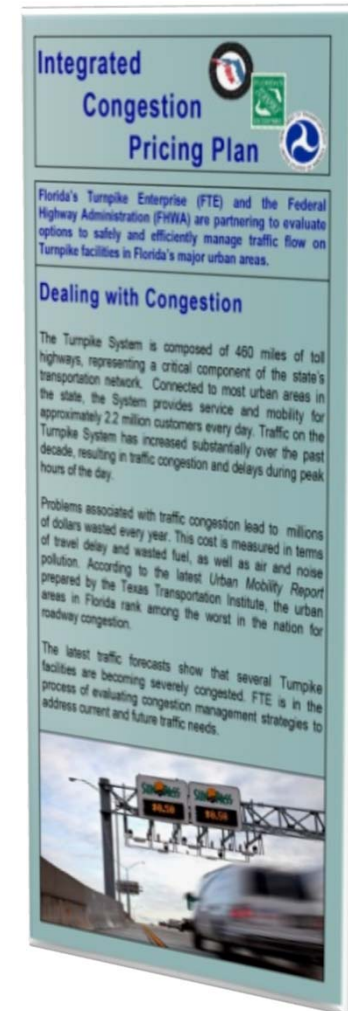 Integrated
Congestion
Pricing Plan
Florida's Turnpike Enterprise (FTE) and the Federal
Highway Administration (FHWA) are partnering to evaluate
options to safely and efficiently manage traffic flow on
Turnpike facilities in Florida's major urban areas.
Dealing with Congestion
The Turnpike System is composed of 460 miles of toll
highways, representing a critical component of the state's
transportation network. Connected to most urban areas in
the state, the System provides service and mobility for
approximately 2.2 million customers every day. Traffic on the
Turnpike System has increased substantially over the past
decade, resulting in traffic congestion and delays during peak
hours of the day.
Problems associated with traffic congestion lead to millions
of dollars wasted every year. This cost is measured in terms
of travel delay and wasted fuel, as well as air and noise
pollution. According to the latest Urban Mobility Report
prepared by the Texas Transportation Institute, the urban
areas in Florida rank among the worst in the nation for
roadway congestion.
The latest traffic forecasts show that several Turnpike
facilities are becoming severely congested. FTE is in the
process of evaluating congestion management strategies to
address current and future traffic needs.
SUNPASS SUNPASS
$0.50 $0.50